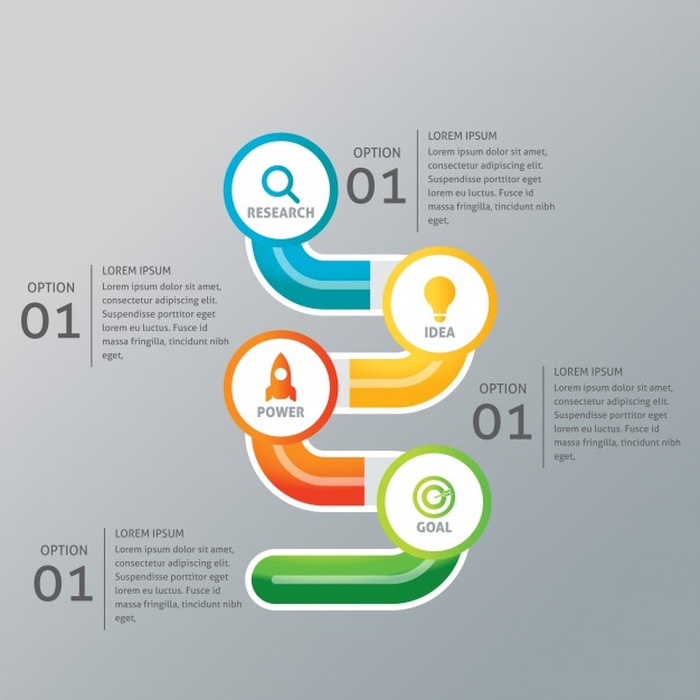 RESEARCH
OPTION
01
LOREM IPSUM
Lorem ipsum dolor sit amet,
consectetur adipiscing elit.
Suspendisse porttitor enim
lorem eu luctus. Fusce id
massa fringilla, tincidunt nibh
eget,
OPTION
01
LOREM IPSUM
Lorem ipsum dolor sit amet,
consectetur adipiscing elit.
Suspendisse porttitor enim
lorem eu luctus. Fusce id
massa fringilla, tincidunt nibh
eget,
IDEA
POWER
OPTION
01
LOREM IPSUM
Lorem ipsum dolor sit amet,
consectetur adipiscing elit.
Suspendisse porttitor enim
lorem eu luctus. Fusce id
massa fringilla, tincidunt nibh
eget,
GOAL
OPTION
01
LOREM IPSUM
Lorem ipsum dolor sit amet,
consectetur adipiscing elit.
Suspendisse porttitor enim
lorem eu luctus. Fusce id
massa fringilla, tincidunt nibh
eget,